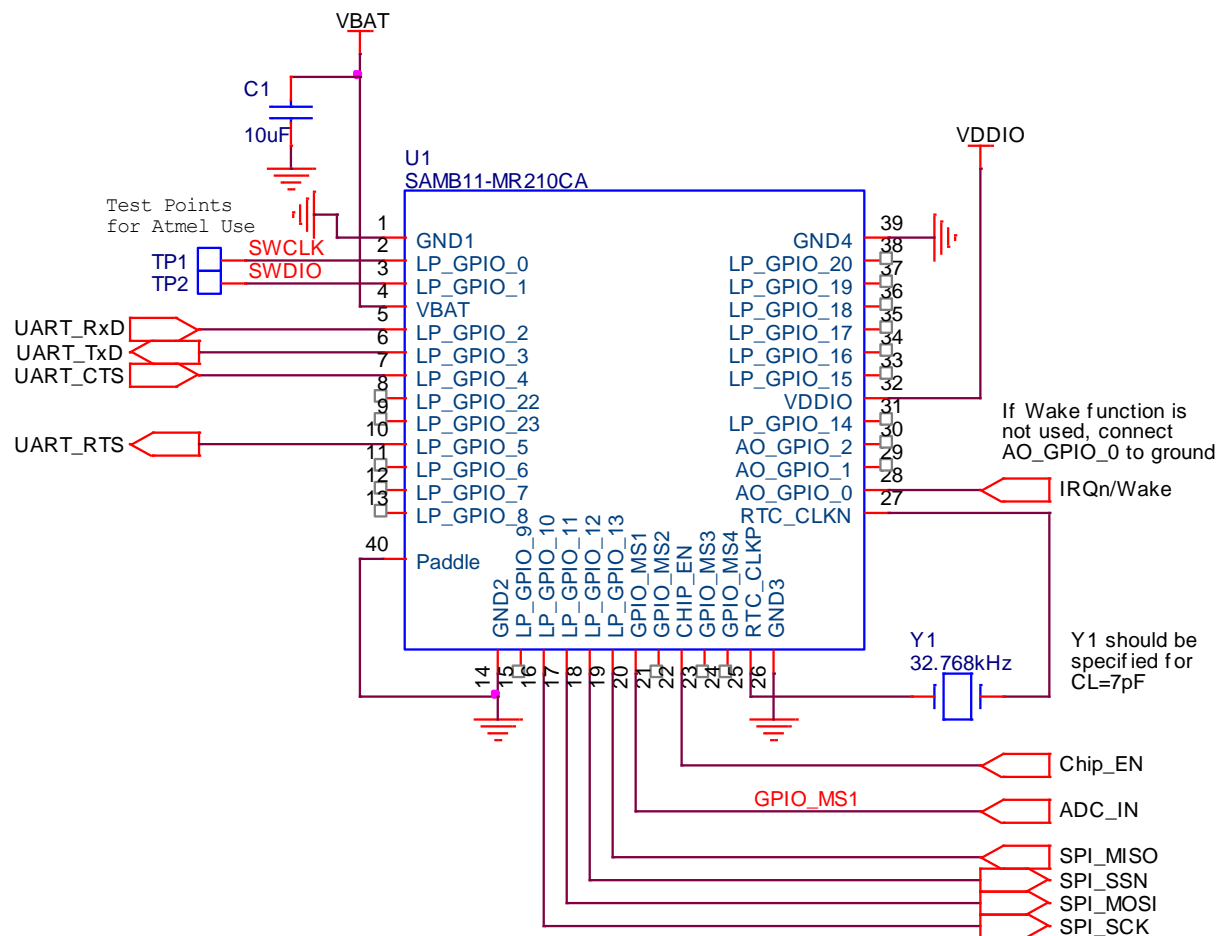 VBAT
C1
10uF
VDDIO
U1
SAMB11-MR210CA
Test Points
for Atmel Use
TP1
TP2
SWCLK
SWDIO
UART_RxD
UART_TxD
UART_CTS
UART_RTS
1
2
3
4
5
6
7
8
9
10
11
12
13
40
GND1
LP_GPIO_0
LP_GPIO_1
VBAT
LP_GPIO_2
LP_GPIO_3
LP_GPIO_4
LP_GPIO_22
LP_GPIO_23
LP_GPIO_5
LP_GPIO_6
LP_GPIO_7
LP_GPIO_8
Paddle
GND4
LP_GPIO_20
LP_GPIO_19
LP_GPIO_18
LP_GPIO_17
LP_GPIO_16
LP_GPIO_15
VDDIO
LP_GPIO_14
AO_GPIO_2
AO_GPIO_1
AO_GPIO_0
RTC_CLKN
39
38
37
36
35
34
33
32
31
30
29
28
27
GND2
LP_GPIO_9
LP_GPIO_10
LP_GPIO_11
LP_GPIO_12
LP_GPIO_13
GPIO_MS1
GPIO_MS2
CHIP_EN
GPIO_MS3
GPIO_MS4
RTC_CLKP
GND3
14
15
16
17
18
19
20
21
22
23
24
25
26
If Wake function is
not used, connect
AO_GPIO_0 to ground
IRQn/Wake
Y1
32.768kHz
Y1 should be
specified for
CL=7pF
Chip_EN
GPIO_MS1
ADC_IN
SPI_MISO
SPI_SSN
SPI_MOSI
SPI_SCK